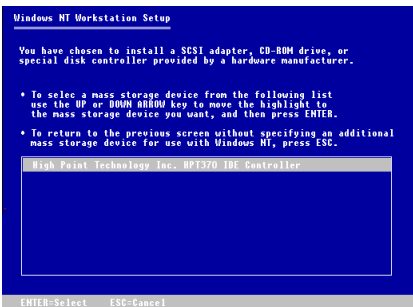 Windows NT Workstation Setup
You have chosen to install a SCSI adapter, CD-ROM drive, or
special disk controller provided by a hardware manufacturer.
• To selec a mass storage device from the following list
use the UP or DOWN ARROW key to move the highlight to
the mass storage device you want, and then press ENTER.
• To return to the previous screen without specifying an additional
mass storage device for use with Windows NT, press ESC.
High Point Technology Inc. HPT370 IDE Controller
ENTER=Select ESC=Cancel